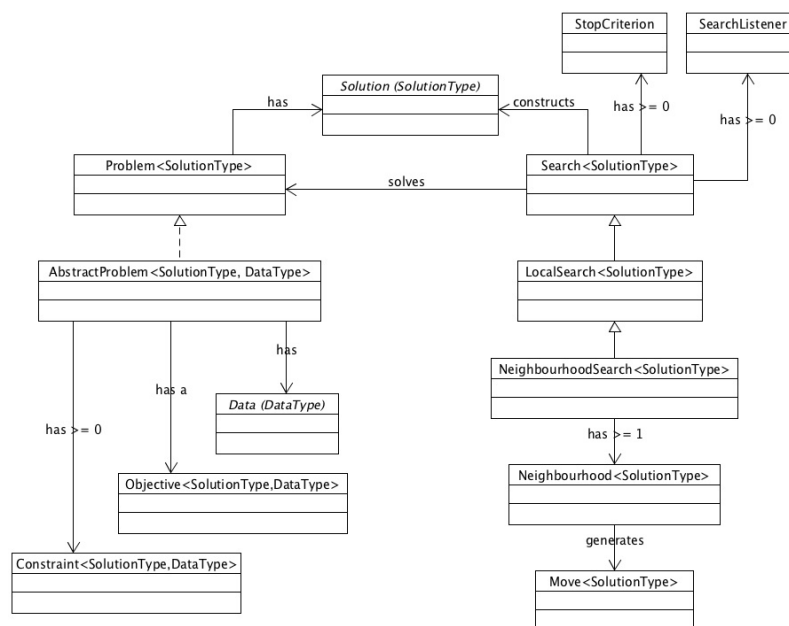 StopCriterion
SearchListener
Solution (SolutionType)
has
constructs
has >= 0
has >= 0
Problem<SolutionType>
Search<SolutionType>
solves
AbstractProblem<SolutionType, DataType>
LocalSearch<SolutionType>
has
NeighbourhoodSearch<SolutionType>
has a
Data (DataType)
has >= 0
has >= 1
Objective<SolutionType,DataType>
Neighbourhood<SolutionType>
generates
Constraint<SolutionType,DataType>
Move<SolutionType>